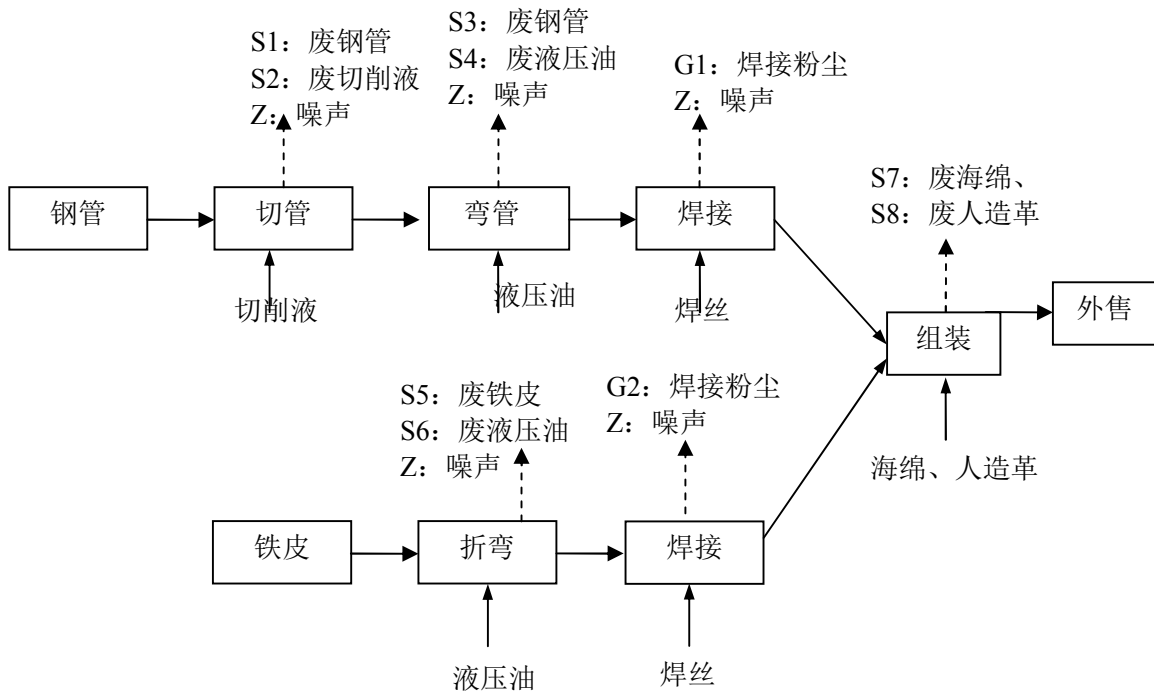 S1：废钢管
S2：废切削液
Z：噪声
S3：废钢管
S4：废液压油
Z：噪声
G1：焊接粉尘
Z：噪声
钢管
切管
弯管
焊接
切削液
液压油
焊丝
S7：废海绵、
S8：废人造革
组装
外售
海绵、人造革
S5：废铁皮
S6：废液压油
Z：噪声
G2：焊接粉尘
Z：噪声
铁皮
折弯
焊接
液压油
焊丝